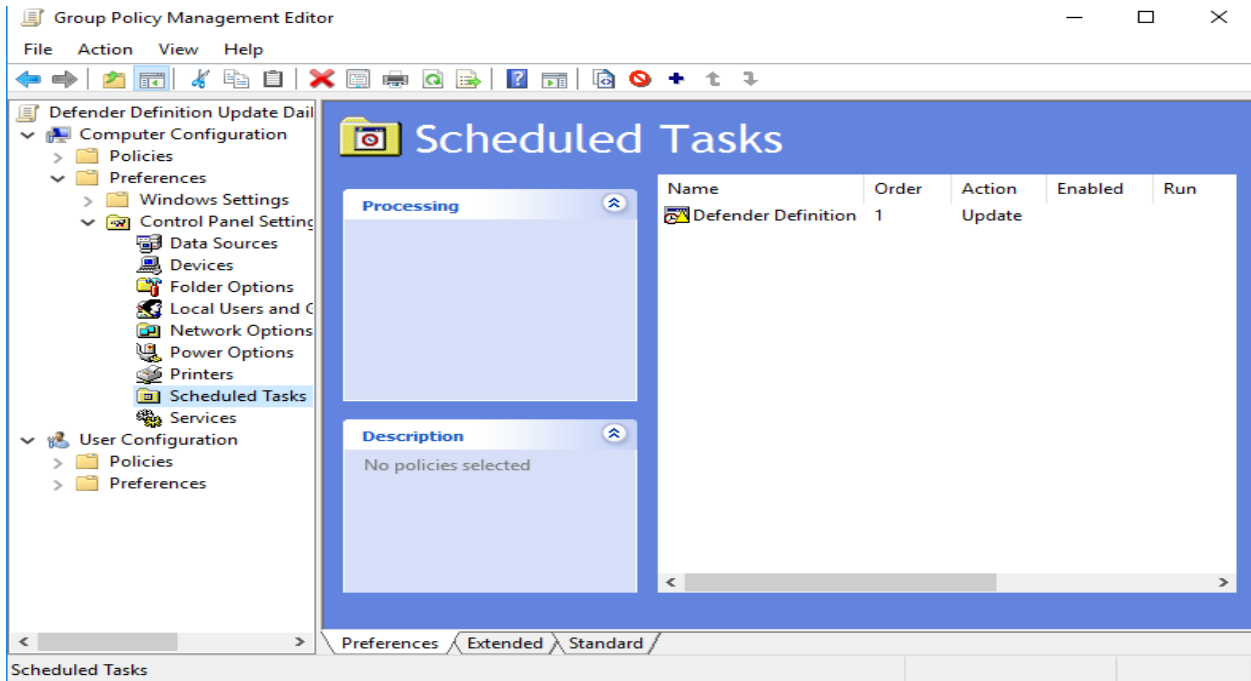 Group Policy Management Editor
File Action View Help
Defender Definition Update Dail
Computer Configuration
Policies
Preferences
Windows Settings
Control Panel Setting
Data Sources
Devices
Folder Options
Local Users and G
Network Options
Power Options
Printers
Scheduled Tasks
Services
User Configuration
Policies
Preferences
Scheduled Tasks
Processing
Description
No policies selected
Name Order Action Enabled Run
Defender Definition 1 Update
Preferences Extended Standard
Scheduled Tasks